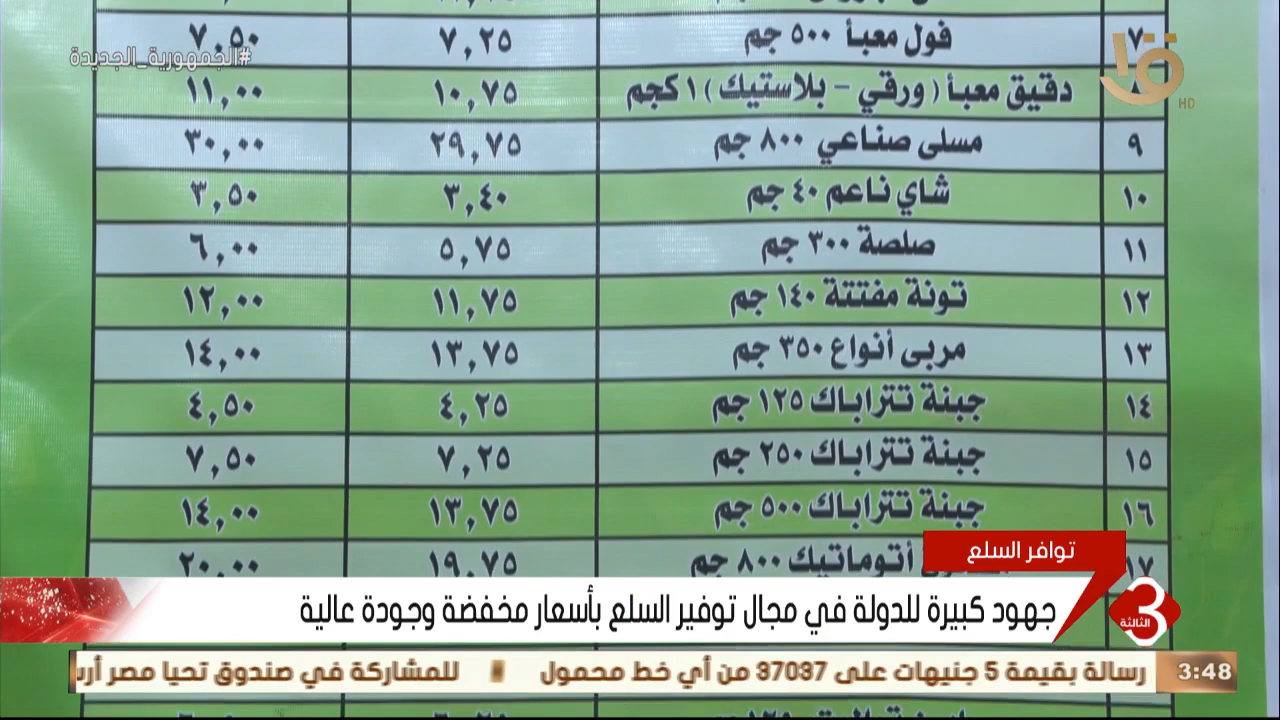 #الجمهورية_الجديدة
HD
٧ فول معبأ ٥٠٠ جم ٧,٢٥ ٧,٥٠
دقيق معبأ ( ورقي - بلاستيك ) ١ كجم ١٠,٧٥ ١١,٠٠
٩ مسلى صناعي ٨٠٠ جم ٢٩,٧٥ ٣٠,٠٠
١٠ شاي ناعم ٤٠ جم ٣,٤٠ ٣,٥٠
١١ صلصة ٣٠٠ جم ٥,٧٥ ٦,٠٠
١٢ تونة مفتتة ١٤٠ جم ١١,٧٥ ١٢,٠٠
١٣ مربى أنواع ٣٥٠ جم ١٣,٧٥ ١٤,٠٠
١٤ جبنة تتراباك ١٢٥ جم ٤,٢٥ ٤,٥٠
١٥ جبنة تتراباك ٢٥٠ جم ٧,٢٥ ٧,٥٠
١٦ جبنة تتراباك ٥٠٠ جم ١٣,٧٥ ١٤,٠٠
١٧ أتوماتيك ٨٠٠ جم ١٩,٧٥ ٢٠,٠٠
توافر السلع
جهود كبيرة للدولة في مجال توفير السلع بأسعار مخفضة وجودة عالية
3 الثالثة
3:48 رسالة بقيمة 5 جنيهات على 37037 من أي خط محمول للمشاركة في صندوق تحيا مصر